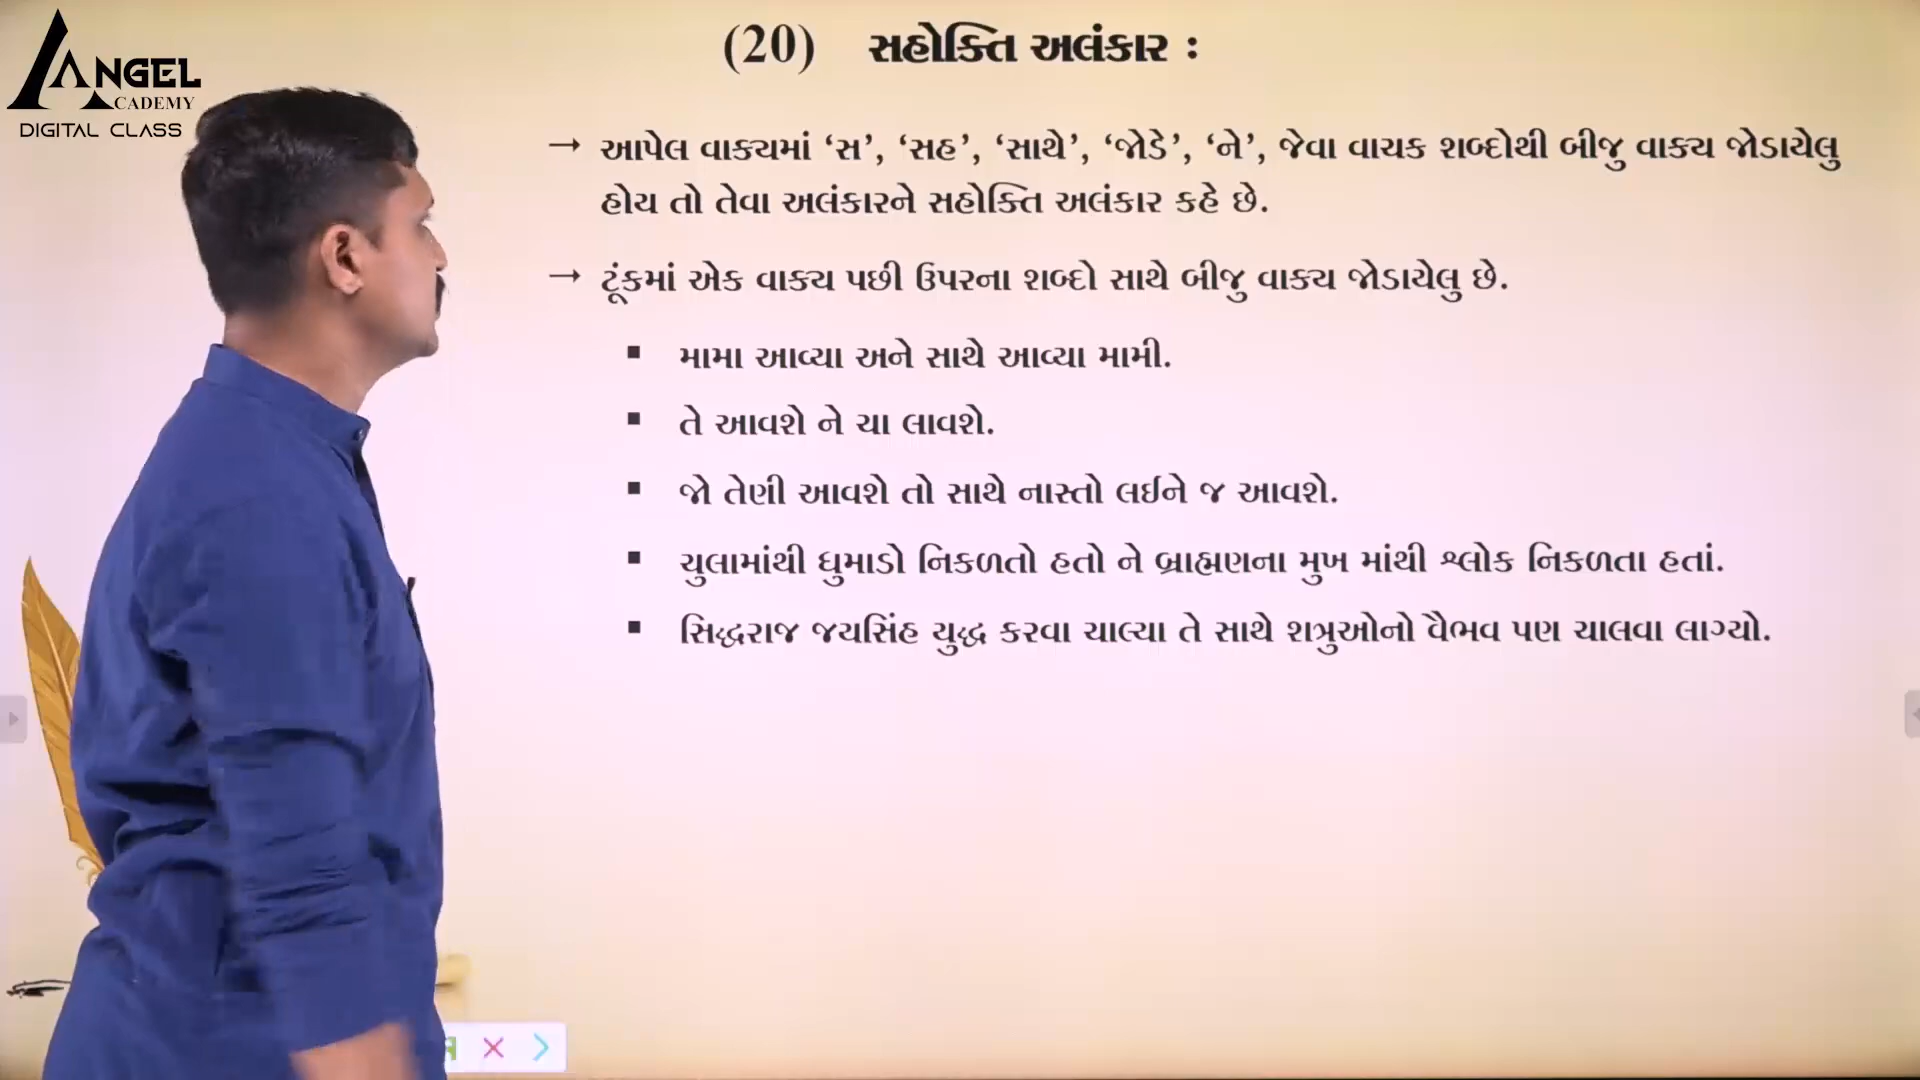 ANGEL
ACADEMY
DIGITAL CLASS
(20) સહોક્તિ અલંકાર :
→ આપેલ વાક્યમાં ‘સ’, ‘સહ’, ‘સાથે’, ‘જોડે’, ‘ને’, જેવા વાચક શબ્દોથી બીજુ વાક્ય જોડાયેલુ
હોય તો તેવા અલંકારને સહોક્તિ અલંકાર કહે છે.
→ ટૂંકમાં એક વાક્ય પછી ઉપરના શબ્દો સાથે બીજુ વાક્ય જોડાયેલુ છે.
▪ મામા આવ્યા અને સાથે આવ્યા મામી.
▪ તે આવશે ને ચા લાવશે.
▪ જો તેણી આવશે તો સાથે નાસ્તો લઈને જ આવશે.
▪ ચુલામાંથી ધુમાડો નિકળતો હતો ને બ્રાહ્મણના મુખ માંથી શ્લોક નિકળતા હતાં.
▪ સિદ્ધરાજ જયસિંહ યુદ્ધ કરવા ચાલ્યા તે સાથે શત્રુઓનો વૈભવ પણ ચાલવા લાગ્યો.